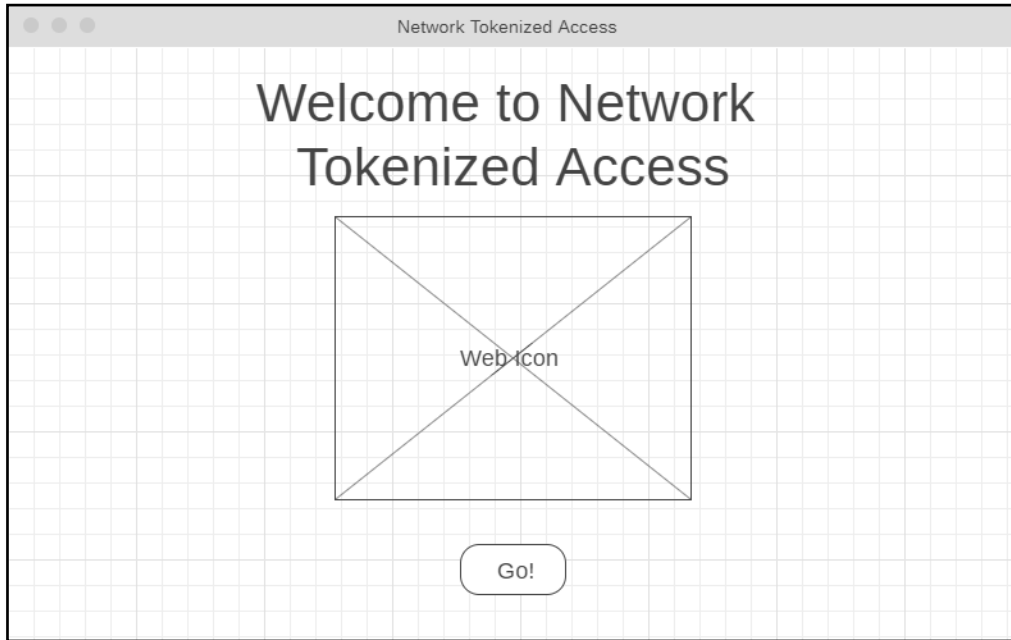 Network Tokenized Access
Welcome to Network
Tokenized Access
Web Icon
Go!